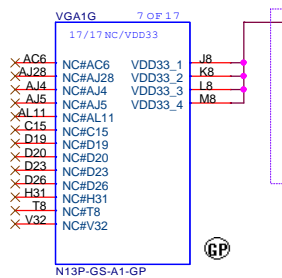 VGA1G 7 OF 17
17/17 NC/VDD33
AC6 NC#AC6 VDD33_1 J8
AJ28 NC#AJ28 VDD33_2 K8
AJ4 NC#AJ4 VDD33_3 L8
AJ5 NC#AJ5 VDD33_4 M8
AL11 NC#AL11
C15 NC#C15
D19 NC#D19
D20 NC#D20
D23 NC#D23
D26 NC#D26
H31 NC#H31
T8 NC#T8
V32 NC#V32
GP
N13P-GS-A1-GP